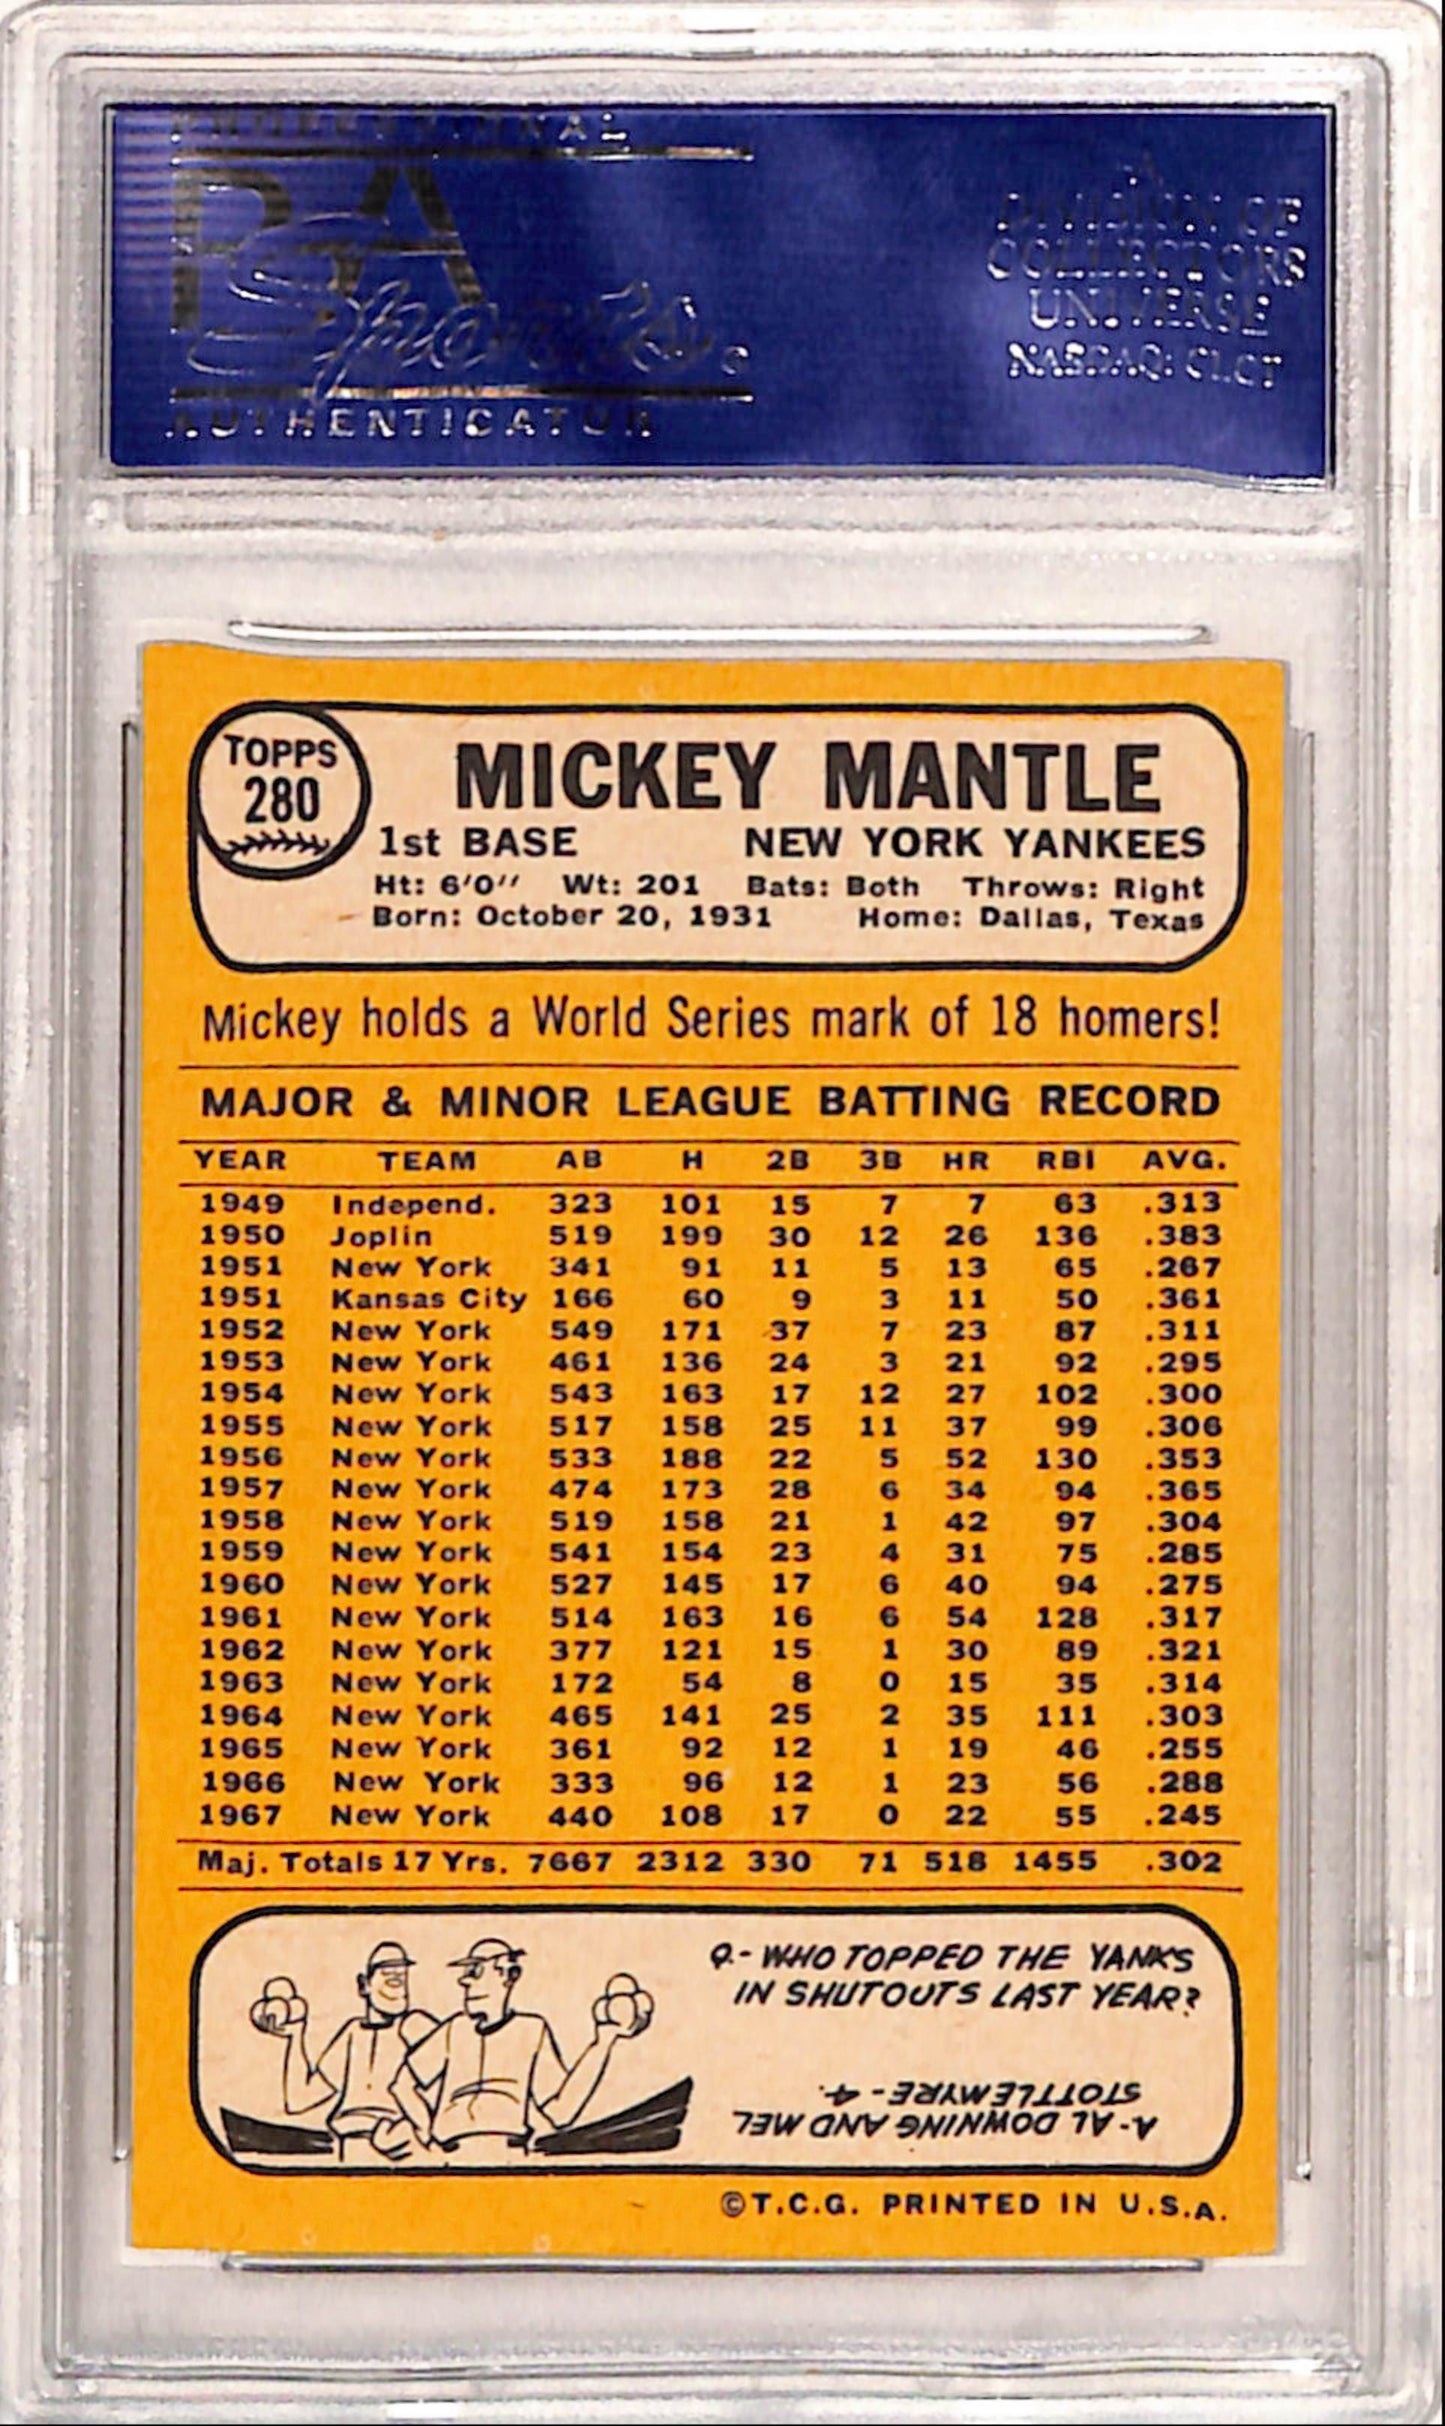 PROFESSIONAL
PSA
Sports
AUTHENTICATOR
A
DIVISION OF
COLLECTORS
UNIVERSE
NASDAQ: CLCT
TOPPS
280
MICKEY MANTLE
1st BASE NEW YORK YANKEES
Ht: 6'0" Wt: 201 Bats: Both Throws: Right
Born: October 20, 1931 Home: Dallas, Texas
Mickey holds a World Series mark of 18 homers!
MAJOR & MINOR LEAGUE BATTING RECORD
YEAR TEAM AB H 2B 3B HR RBI AVG.
1949 Independ. 323 101 15 7 7 63 .313
1950 Joplin 519 199 30 12 26 136 .383
1951 New York 341 91 11 5 13 65 .267
1951 Kansas City 166 60 9 3 11 50 .361
1952 New York 549 171 37 7 23 87 .311
1953 New York 461 136 24 3 21 92 .295
1954 New York 543 163 17 12 27 102 .300
1955 New York 517 158 25 11 37 99 .306
1956 New York 533 188 22 5 52 130 .353
1957 New York 474 173 28 6 34 94 .365
1958 New York 519 158 21 1 42 97 .304
1959 New York 541 154 23 4 31 75 .285
1960 New York 527 145 17 6 40 94 .275
1961 New York 514 163 16 6 54 128 .317
1962 New York 377 121 15 1 30 89 .321
1963 New York 172 54 8 0 15 35 .314
1964 New York 465 141 25 2 35 111 .303
1965 New York 361 92 12 1 19 46 .255
1966 New York 333 96 12 1 23 56 .288
1967 New York 440 108 17 0 22 55 .245
Maj. Totals 17 Yrs. 7667 2312 330 71 518 1455 .302
Q.- WHO TOPPED THE YANKS
IN SHUTOUTS LAST YEAR?
A- AL DOWNING AND MEL
STOTTLEMYRE - 4.
©T.C.G. PRINTED IN U.S.A.